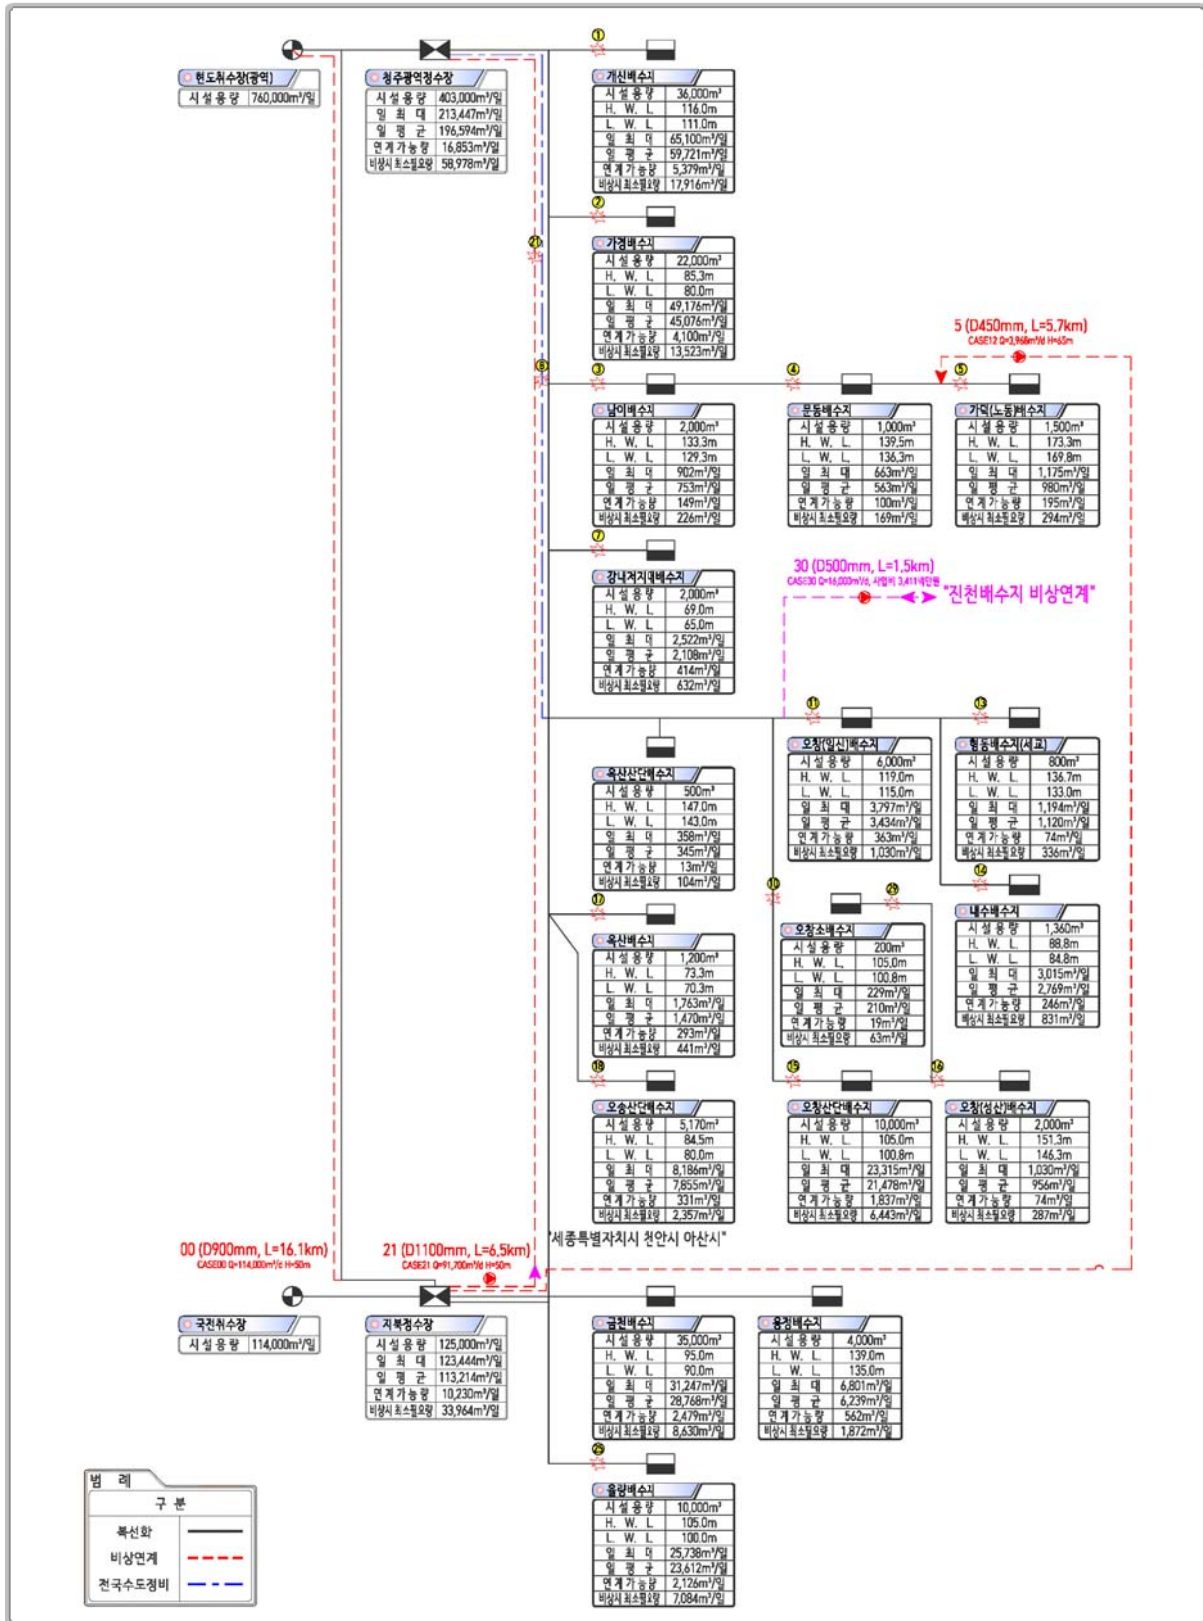 ①
현도취수장(광역)
시 설 용 량 760,000m³/일
청주광역정수장
시 설 용 량 403,000m³/일
일 최 대 213,447m³/일
일 평 균 196,594m³/일
연 계 가 능 량 16,853m³/일
비상시 최소필요량 58,978m³/일
개신배수지
시 설 용 량 36,000m³
H. W. L. 116.0m
L. W. L. 111.0m
일 최 대 65,100m³/일
일 평 균 59,721m³/일
연 계 가 능 량 5,379m³/일
비상시 최소필요량 17,916m³/일
②
가경배수지
시 설 용 량 22,000m³
H. W. L. 85.3m
L. W. L. 80.0m
일 최 대 49,176m³/일
일 평 균 45,076m³/일
연 계 가 능 량 4,100m³/일
비상시 최소필요량 13,523m³/일
㉑
5 (D450mm, L=5.7km)
CASE12 Q=3,968m³/d H=65m
⑥
③
④
⑤
남이배수지
시 설 용 량 2,000m³
H. W. L. 133.3m
L. W. L. 129.3m
일 최 대 902m³/일
일 평 균 753m³/일
연 계 가 능 량 149m³/일
비상시 최소필요량 226m³/일
문동배수지
시 설 용 량 1,000m³
H. W. L. 139.5m
L. W. L. 136.3m
일 최 대 663m³/일
일 평 균 563m³/일
연 계 가 능 량 100m³/일
비상시 최소필요량 169m³/일
가덕(노동)배수지
시 설 용 량 1,500m³
H. W. L. 173.3m
L. W. L. 169.8m
일 최 대 1,175m³/일
일 평 균 980m³/일
연 계 가 능 량 195m³/일
비상시 최소필요량 294m³/일
⑦
30 (D500mm, L=1.5km)
CASE30 Q=16,000m³/d, 사업비 3,411백만원
"진천배수지 비상연계"
강내저지대배수지
시 설 용 량 2,000m³
H. W. L. 69.0m
L. W. L. 65.0m
일 최 대 2,522m³/일
일 평 균 2,108m³/일
연 계 가 능 량 414m³/일
비상시 최소필요량 632m³/일
⑪
⑬
옥산산단배수지
시 설 용 량 500m³
H. W. L. 147.0m
L. W. L. 143.0m
일 최 대 358m³/일
일 평 균 345m³/일
연 계 가 능 량 13m³/일
비상시 최소필요량 104m³/일
오창(일신)배수지
시 설 용 량 6,000m³
H. W. L. 119.0m
L. W. L. 115.0m
일 최 대 3,797m³/일
일 평 균 3,434m³/일
연 계 가 능 량 363m³/일
비상시 최소필요량 1,030m³/일
형동배수지(서교)
시 설 용 량 800m³
H. W. L. 136.7m
L. W. L. 133.0m
일 최 대 1,194m³/일
일 평 균 1,120m³/일
연 계 가 능 량 74m³/일
비상시 최소필요량 336m³/일
⑭
⑩
㉙
⑰
옥산배수지
시 설 용 량 1,200m³
H. W. L. 73.3m
L. W. L. 70.3m
일 최 대 1,763m³/일
일 평 균 1,470m³/일
연 계 가 능 량 293m³/일
비상시 최소필요량 441m³/일
오창소배수지
시 설 용 량 200m³
H. W. L. 105.0m
L. W. L. 100.8m
일 최 대 229m³/일
일 평 균 210m³/일
연 계 가 능 량 19m³/일
비상시 최소필요량 63m³/일
내수배수지
시 설 용 량 1,360m³
H. W. L. 88.8m
L. W. L. 84.8m
일 최 대 3,015m³/일
일 평 균 2,769m³/일
연 계 가 능 량 246m³/일
비상시 최소필요량 831m³/일
⑱
⑮
⑯
오송산단배수지
시 설 용 량 5,170m³
H. W. L. 84.5m
L. W. L. 80.0m
일 최 대 8,186m³/일
일 평 균 7,855m³/일
연 계 가 능 량 331m³/일
비상시 최소필요량 2,357m³/일
오창산단배수지
시 설 용 량 10,000m³
H. W. L. 105.0m
L. W. L. 100.8m
일 최 대 23,315m³/일
일 평 균 21,478m³/일
연 계 가 능 량 1,837m³/일
비상시 최소필요량 6,443m³/일
오창(성산)배수지
시 설 용 량 2,000m³
H. W. L. 151.3m
L. W. L. 146.3m
일 최 대 1,030m³/일
일 평 균 956m³/일
연 계 가 능 량 74m³/일
비상시 최소필요량 287m³/일
"세종특별자치시 천안시 아산시"
00 (D900mm, L=16.1km)
CASE00 Q=114,000m³/d H=50m
21 (D1100mm, L=6.5km)
CASE21 Q=91,700m³/d H=50m
국전취수장
시 설 용 량 114,000m³/일
지북정수장
시 설 용 량 125,000m³/일
일 최 대 123,444m³/일
일 평 균 113,214m³/일
연 계 가 능 량 10,230m³/일
비상시 최소필요량 33,964m³/일
금천배수지
시 설 용 량 35,000m³
H. W. L. 95.0m
L. W. L. 90.0m
일 최 대 31,247m³/일
일 평 균 28,768m³/일
연 계 가 능 량 2,479m³/일
비상시 최소필요량 8,630m³/일
용정배수지
시 설 용 량 4,000m³
H. W. L. 139.0m
L. W. L. 135.0m
일 최 대 6,801m³/일
일 평 균 6,239m³/일
연 계 가 능 량 562m³/일
비상시 최소필요량 1,872m³/일
㉕
율량배수지
시 설 용 량 10,000m³
H. W. L. 105.0m
L. W. L. 100.0m
일 최 대 25,738m³/일
일 평 균 23,612m³/일
연 계 가 능 량 2,126m³/일
비상시 최소필요량 7,084m³/일
범 례
구 분
복선화
비상연계
전국수도정비